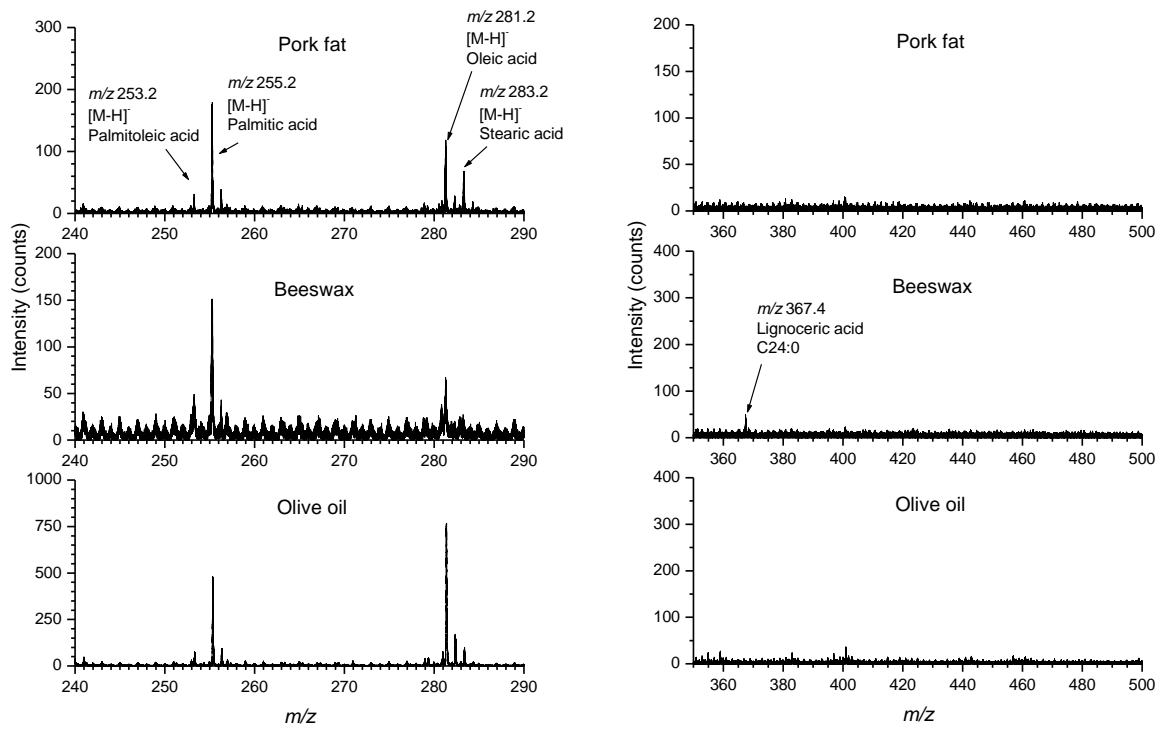 Pork fat
m/z 253.2
[M-H]-
Palmitoleic acid
m/z 255.2
[M-H]-
Palmitic acid
m/z 281.2
[M-H]-
Oleic acid
m/z 283.2
[M-H]-
Stearic acid
300
200
100
0
240 250 260 270 280 290
Beeswax
200
150
100
50
0
240 250 260 270 280 290
Intensity (counts)
Olive oil
1000
750
500
250
0
240 250 260 270 280 290
m/z
Pork fat
200
150
100
50
0
360 380 400 420 440 460 480 500
Beeswax
m/z 367.4
Lignoceric acid
C24:0
400
300
200
100
0
360 380 400 420 440 460 480 500
Intensity (counts)
Olive oil
400
300
200
100
0
360 380 400 420 440 460 480 500
m/z